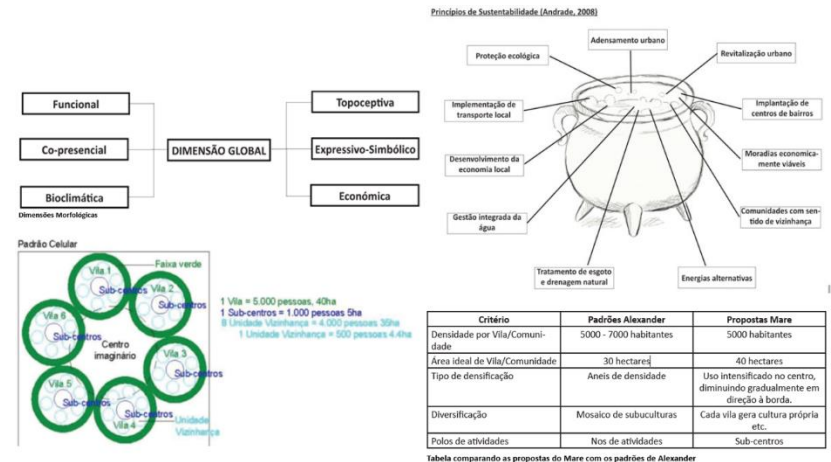 Funcional
Co-presencial
Bioclimática
DIMENSÃO GLOBAL
Topoceptiva
Expressivo-Simbólico
Económica
Dimensões Morfológicas
Padrão Celular
Faixa verde
Vila 1
Sub-centros
Vila 2
Sub-centros
Vila 6
Sub-centros
Centro
imaginário
Vila 3
Sub-centros
Vila 5
Sub-centros
Sub-centros
Vila 4
Unidade
Vizinhança
1 Vila = 5.000 pessoas, 40ha
1 Sub-centros = 1.000 pessoas 5ha
8 Unidade Vizinhança = 4.000 pessoas 35ha
1 Unidade Vizinhança = 500 pessoas 4.4ha
Princípios de Sustentabilidade (Andrade, 2008)
Adensamento urbano
Proteção ecológica
Revitalização urbano
Implementação de
transporte local
Implantação de
centros de bairros
Desenvolvimento da
economia local
Moradias economica-
mente viáveis
Gestão integrada da
água
Comunidades com sen-
tido de vizinhança
Tratamento de esgoto
e drenagem natural
Energias alternativas
Critério Padrões Alexander Propostas Mare
Densidade por Vila/Comuni-
dade 5000 - 7000 habitantes 5000 habitantes
Área ideal de Vila/Comunidade 30 hectares 40 hectares
Tipo de densificação Aneis de densidade Uso intensificado no centro,
diminuindo gradualmente em
direção à borda.
Diversificação Mosaico de subuculturas Cada vila gera cultura própria
etc.
Polos de atividades Nos de atividades Sub-centros
Tabela comparando as propostas do Mare com os padrões de Alexander